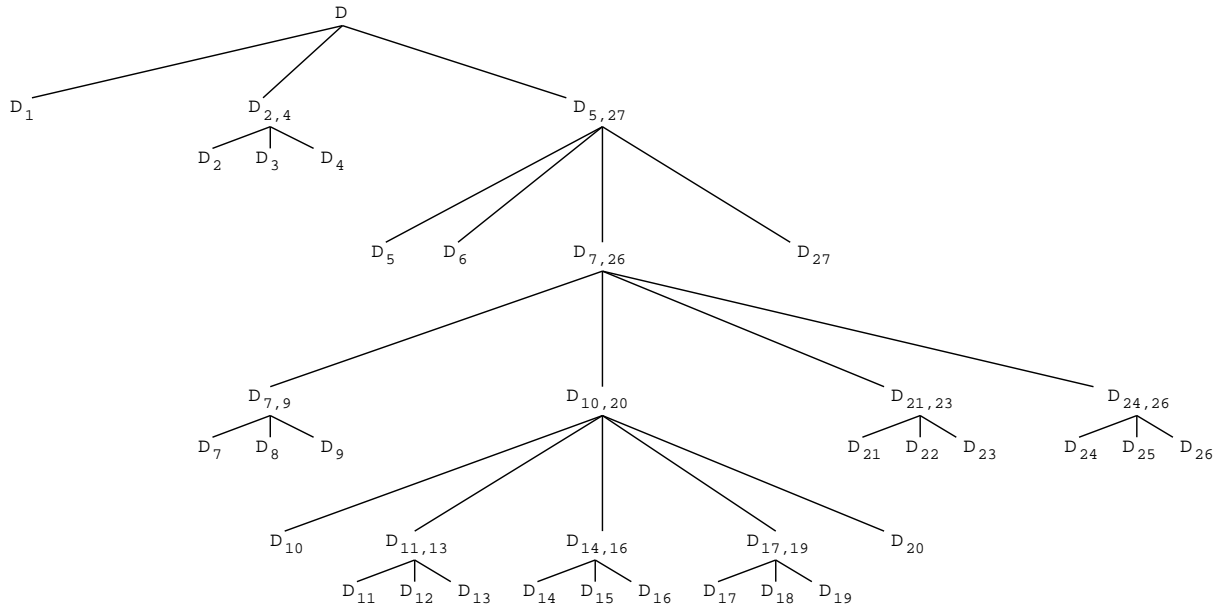 D
D1 D2,4 D5,27
D2 D3 D4
D5 D6 D7,26 D27
D7,9 D10,20 D21,23 D24,26
D7 D8 D9 D21 D22 D23 D24 D25 D26
D10 D11,13 D14,16 D17,19 D20
D11 D12 D13 D14 D15 D16 D17 D18 D19